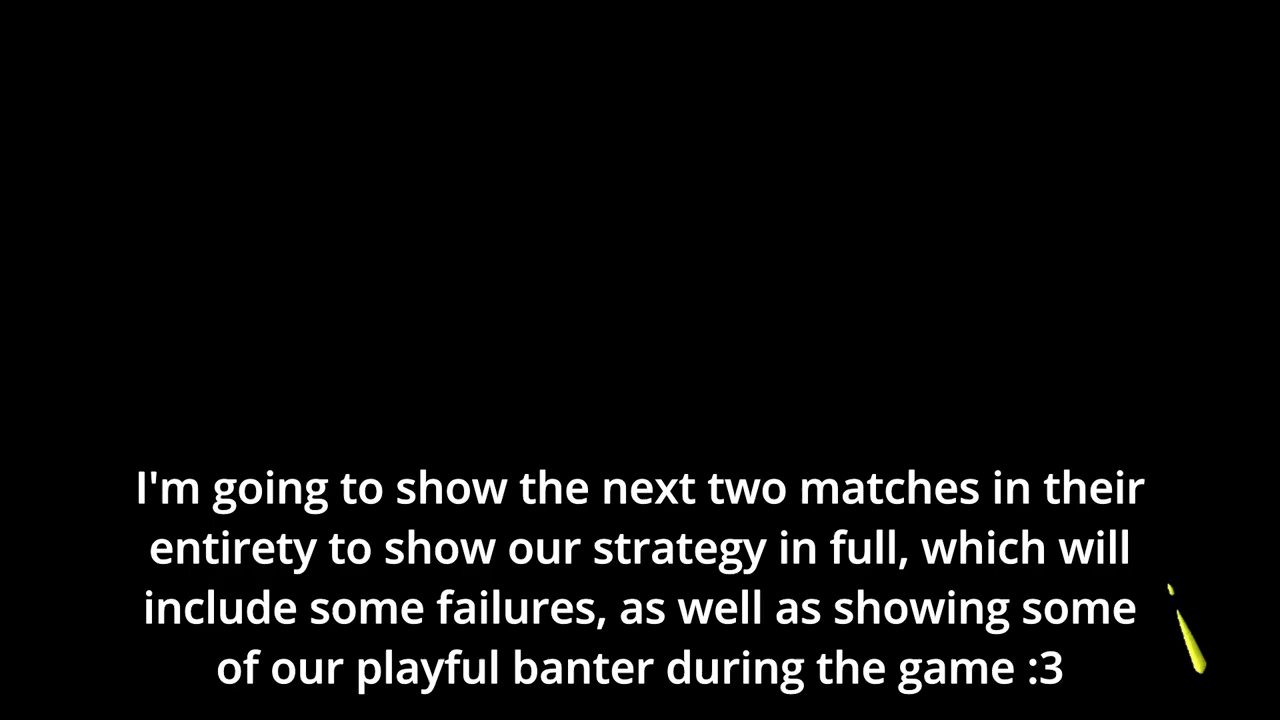 I'm going to show the next two matches in their
entirety to show our strategy in full, which will
include some failures, as well as showing some
of our playful banter during the game :3